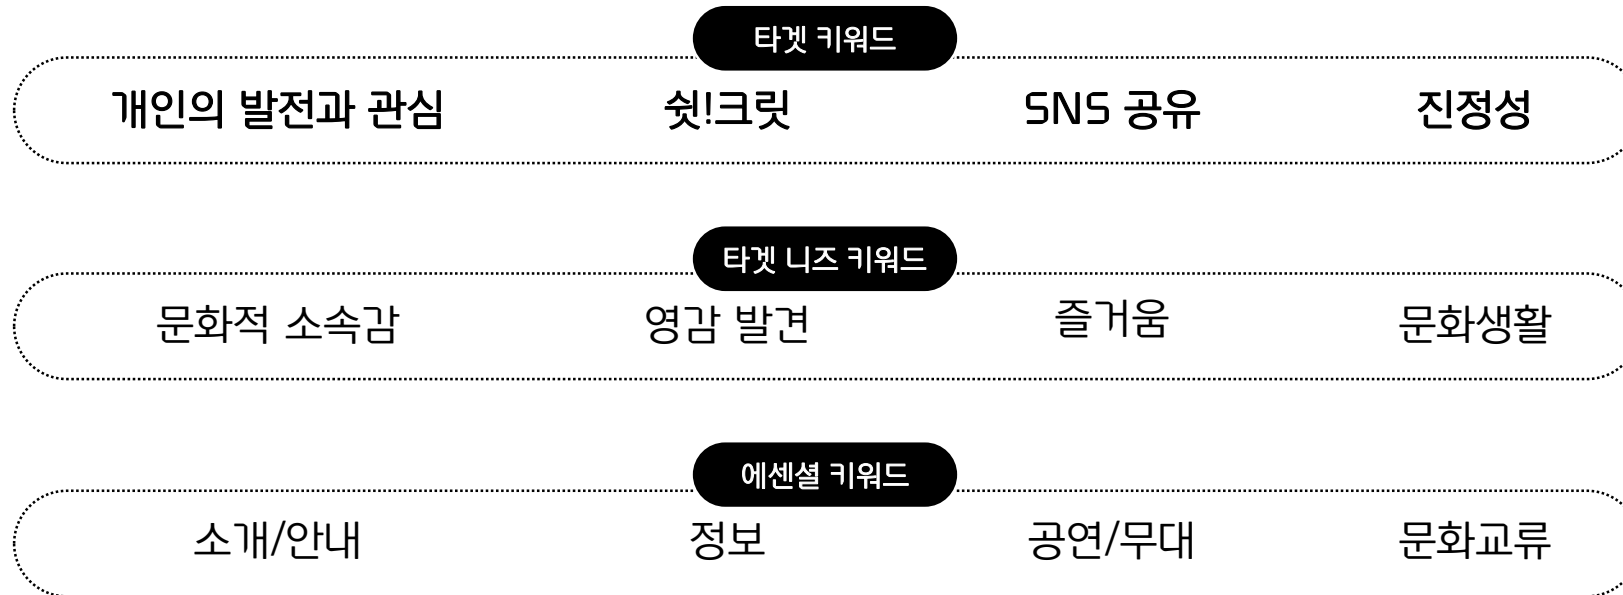 타겟 키워드
개인의 발전과 관심 쉿!크릿 SNS 공유 진정성
타겟 니즈 키워드
문화적 소속감 영감 발견 즐거움 문화생활
에센셜 키워드
소개/안내 정보 공연/무대 문화교류